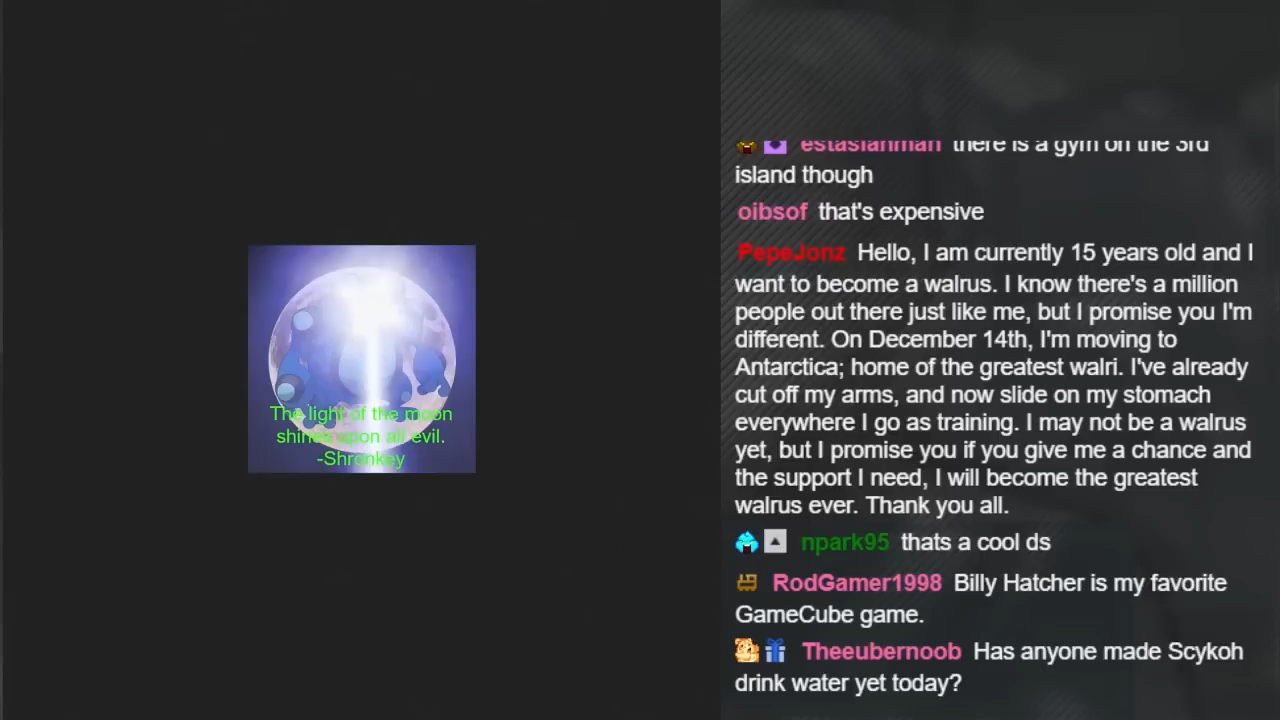 The light of the moon
shines upon all evil.
-Shronkey
estasianman there is a gym on the 3rd
island though
oibsof that's expensive
PepeJonz Hello, I am currently 15 years old and I
want to become a walrus. I know there's a million
people out there just like me, but I promise you I'm
different. On December 14th, I'm moving to
Antarctica; home of the greatest walri. I've already
cut off my arms, and now slide on my stomach
everywhere I go as training. I may not be a walrus
yet, but I promise you if you give me a chance and
the support I need, I will become the greatest
walrus ever. Thank you all.
npark95 thats a cool ds
RodGamer1998 Billy Hatcher is my favorite
GameCube game.
Theeubernoob Has anyone made Scykoh
drink water yet today?